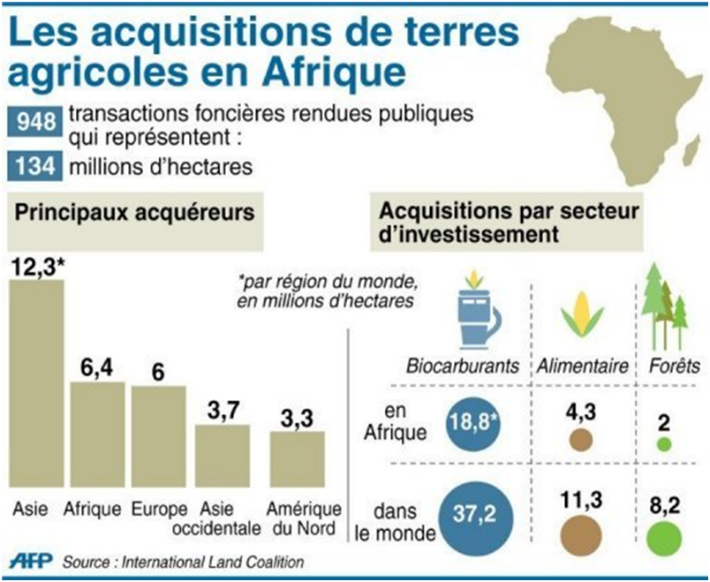 Les acquisitions de terres
agricoles en Afrique
948 transactions foncières rendues publiques
qui représentent :
134 millions d'hectares
Principaux acquéreurs
12,3*
6,4
6
3,7
3,3
Asie
Afrique
Europe
Asie
occidentale
Amérique
du Nord
*par région du monde,
en millions d'hectares
Acquisitions par secteur
d'investissement
Biocarburants Alimentaire Forêts
en
Afrique
18,8* 4,3 2
dans
le monde
37,2 11,3 8,2
AFP Source : International Land Coalition